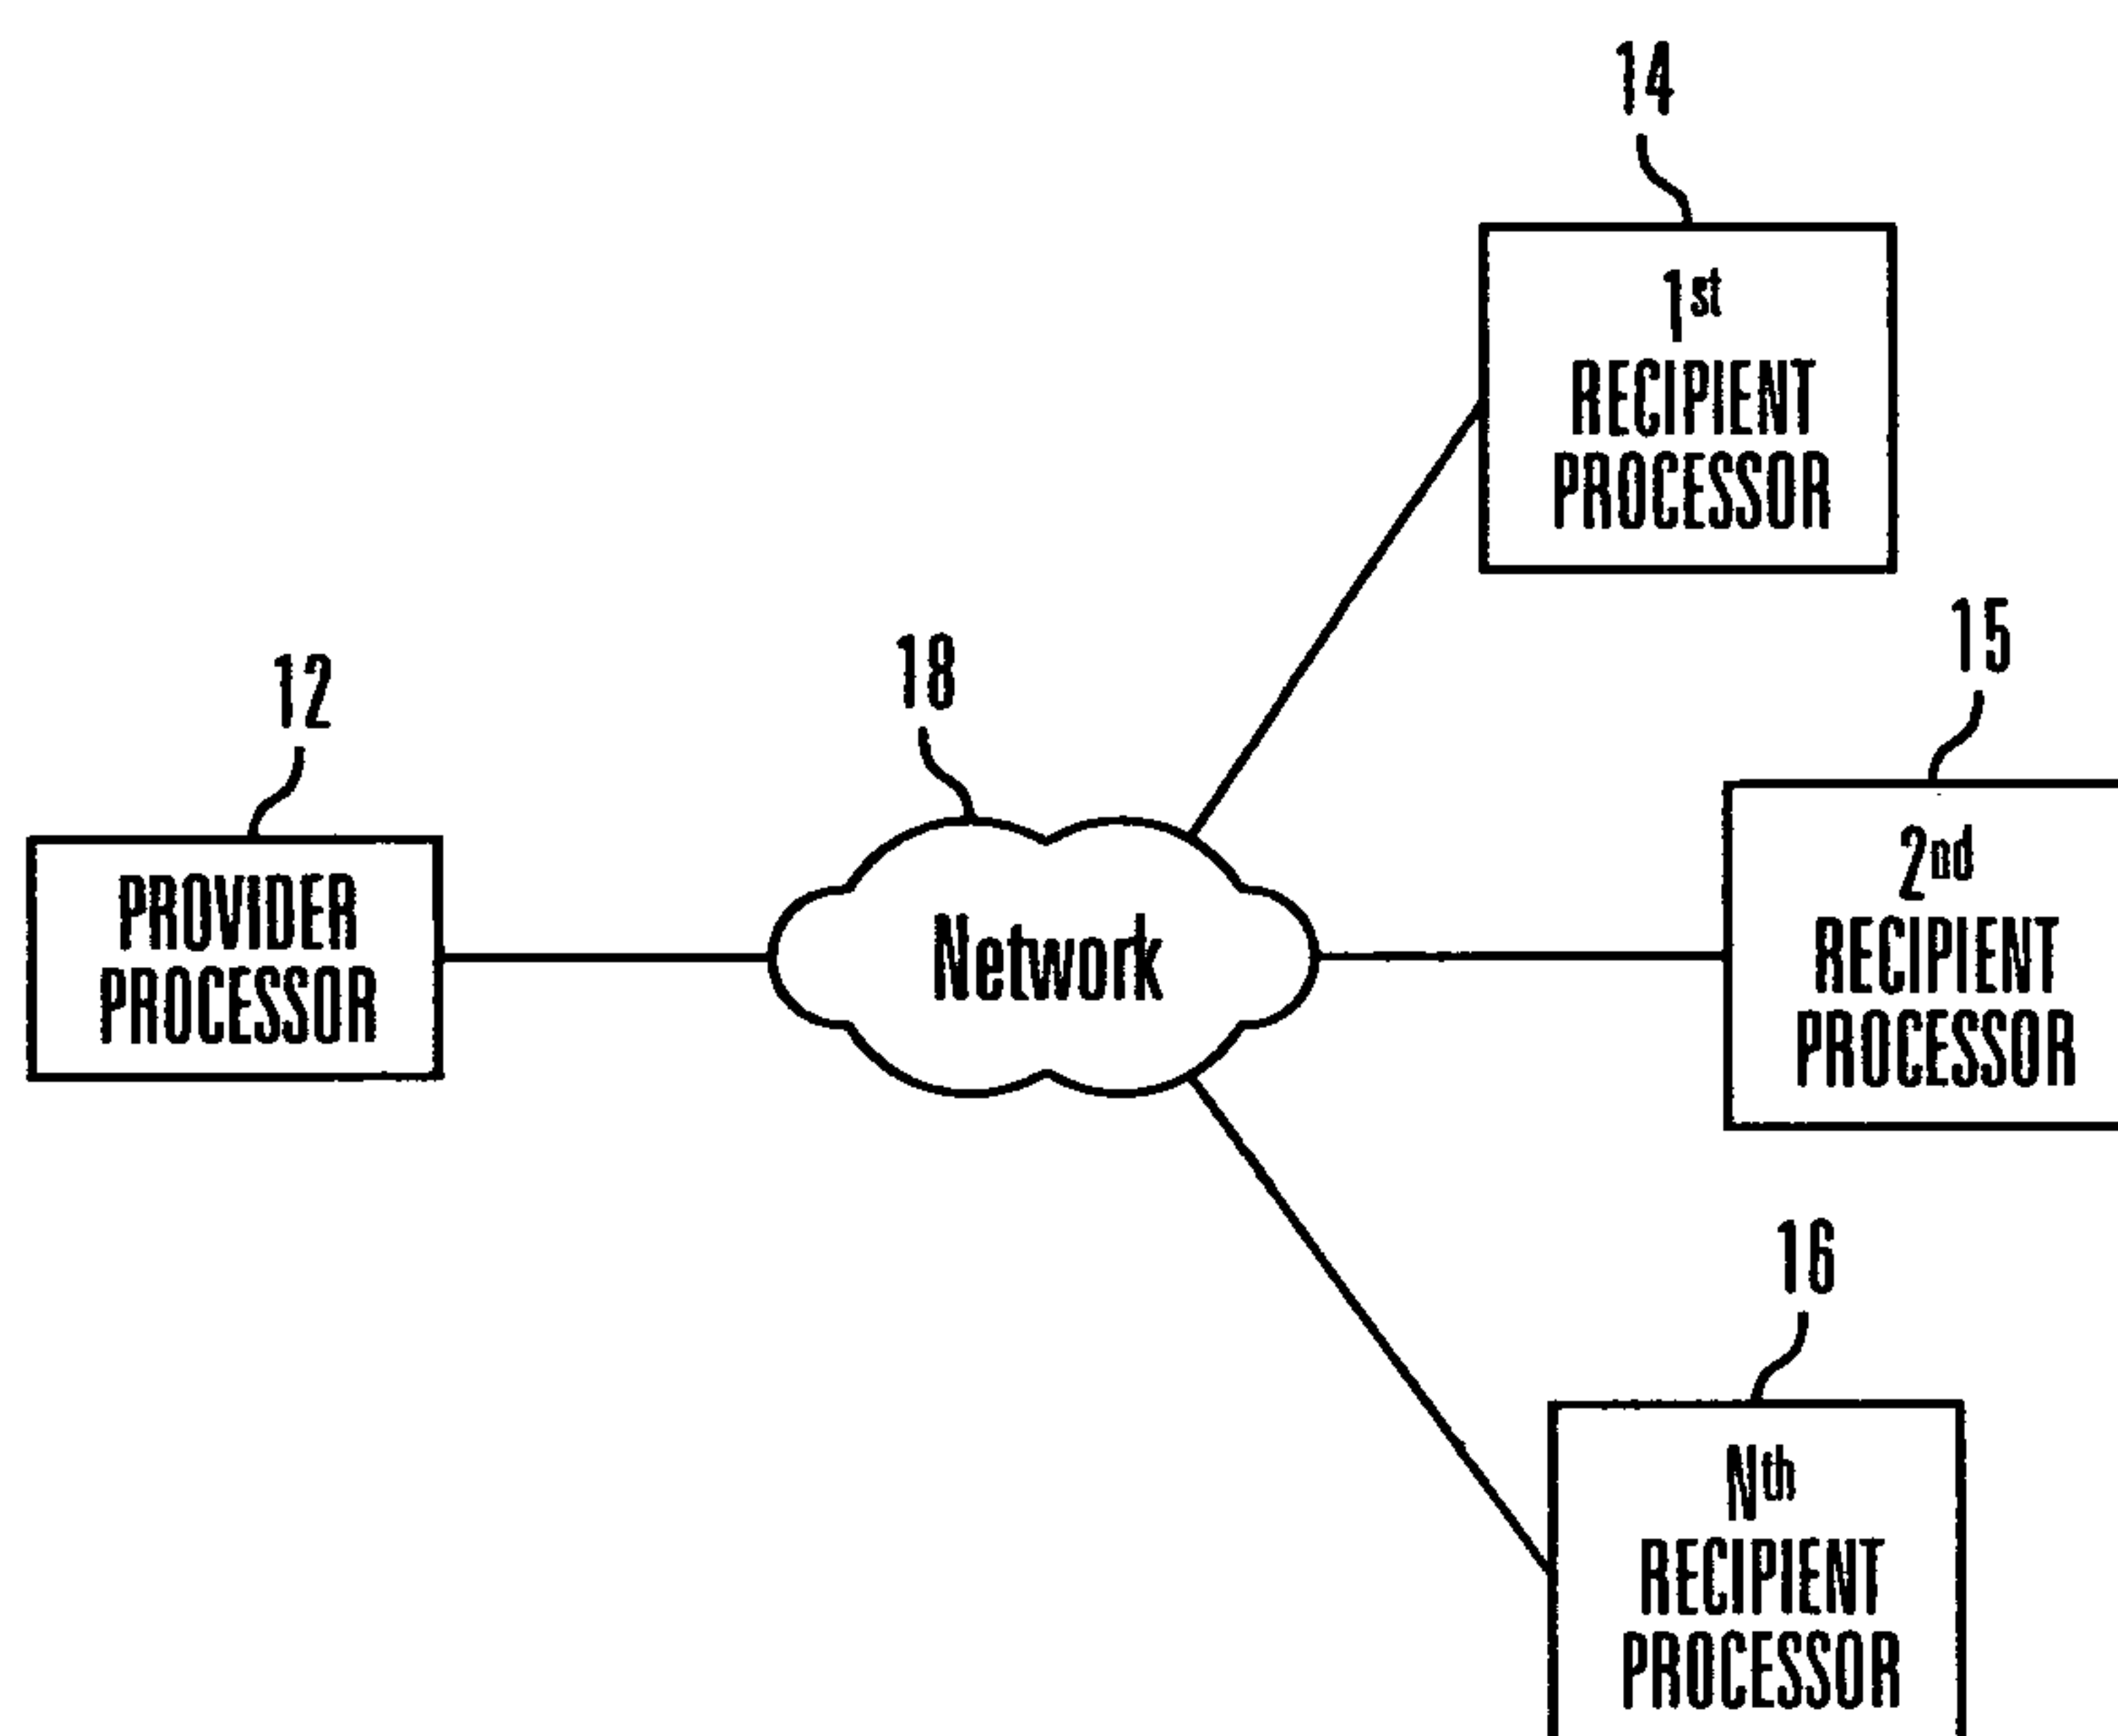 14
1st
RECIPIENT
PROCESSOR
15
18
12
2nd
RECIPIENT
PROCESSOR
PROVIDER
PROCESSOR
Network
16
Nth
RECIPIENT
PROCESSOR